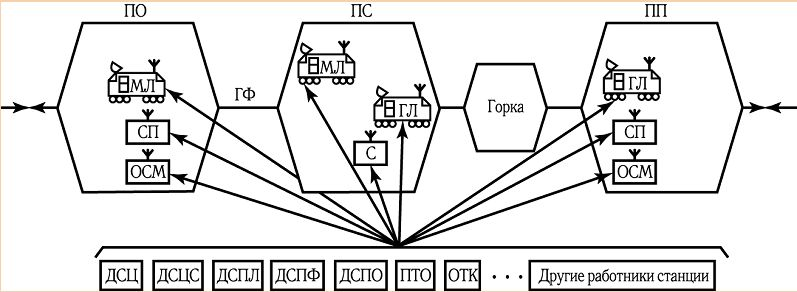 ПО ПС ПП
МЛ МЛ ГЛ
ГФ ГЛ Горка
СП С СП
ОСМ ОСМ
ДСЦ ДСЦС ДСПЛ ДСПФ ДСПО ПТО ОТК ... Другие работники станции